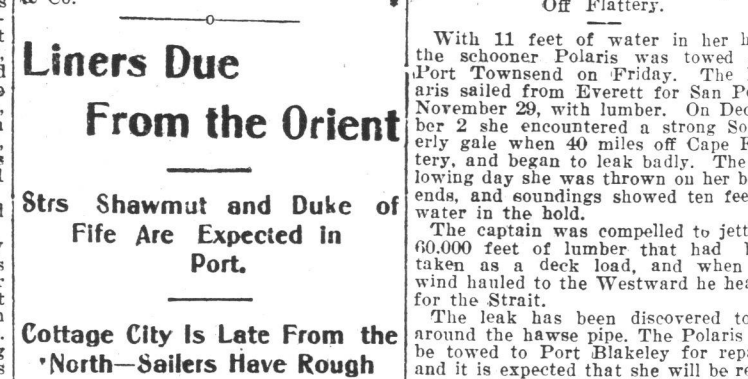 & Co.
Liners Due
From the Orient
Strs Shawmut and Duke of
Fife Are Expected in
Port.
Cottage City Is Late From the
North—Sailers Have Rough
Off Flattery.
With 11 feet of water in her
the schooner Polaris was towed
Port Townsend on Friday. The
aris sailed from Everett for San
November 29, with lumber. On
ber 2 she encountered a strong
erly gale when 40 miles off Cape
tery, and began to leak badly. The
lowing day she was thrown on her
ends, and soundings showed ten
water in the hold.
The captain was compelled to
60.000 feet of lumber that had
taken as a deck load, and when
wind hauled to the Westward he
for the Strait.
The leak has been discovered
around the hawse pipe. The Polaris
be towed to Port Blakeley for
and it is expected that she will be